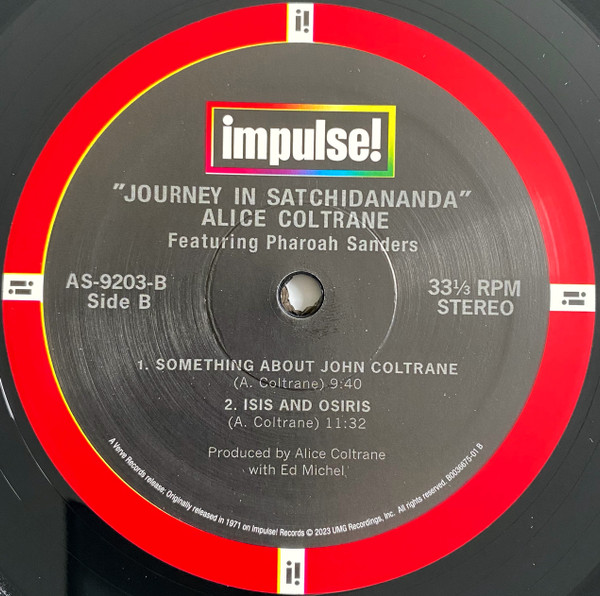 i!
impulse!
"JOURNEY IN SATCHIDANANDA"
ALICE COLTRANE
Featuring Pharoah Sanders
AS-9203-B
Side B
33⅓ RPM
STEREO
i!
i!
1. SOMETHING ABOUT JOHN COLTRANE
(A. Coltrane) 9:40
2. ISIS AND OSIRIS
(A. Coltrane) 11:32
Produced by Alice Coltrane
with Ed Michel
A Verve Records release; Originally released in 1971 on Impulse! Records © 2023 UMG Recordings, Inc. All rights reserved. B0036675-01 B
i!